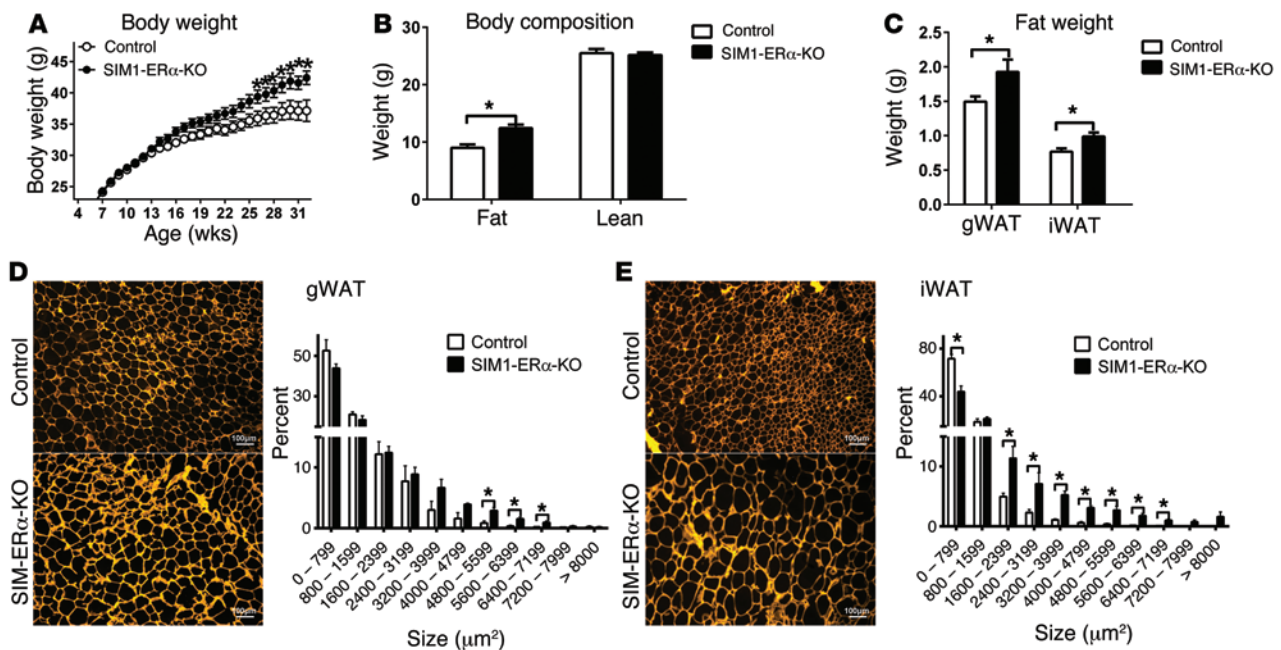 A
Body weight
Control
SIM1-ERα-KO
Body weight (g)
45
35
30
25
4 7 10 13 16 19 22 25 28 31
Age (wks)
* * * * * * *
B
Body composition
Control
SIM1-ERα-KO
Weight (g)
30
20
10
0
*
Fat Lean
C
Fat weight
Control
SIM1-ERα-KO
Weight (g)
2.5
2.0
1.5
1.0
0.5
0.0
*
*
gWAT iWAT
D
Control
100μm
SIM-ERα-KO
100μm
gWAT
Control
SIM1-ERα-KO
Percent
50
30
10
0
* * *
0 – 799
800 – 1599
1600 – 2399
2400 – 3199
3200 – 3999
4000 – 4799
4800 – 5599
5600 – 6399
6400 – 7199
7200 – 7999
> 8000
Size (μm²)
E
Control
100μm
SIM-ERα-KO
100μm
iWAT
Control
SIM1-ERα-KO
Percent
80
40
10
0
*
* * * * * * *
0 – 799
800 – 1599
1600 – 2399
2400 – 3199
3200 – 3999
4000 – 4799
4800 – 5599
5600 – 6399
6400 – 7199
7200 – 7999
> 8000
Size (μm²)